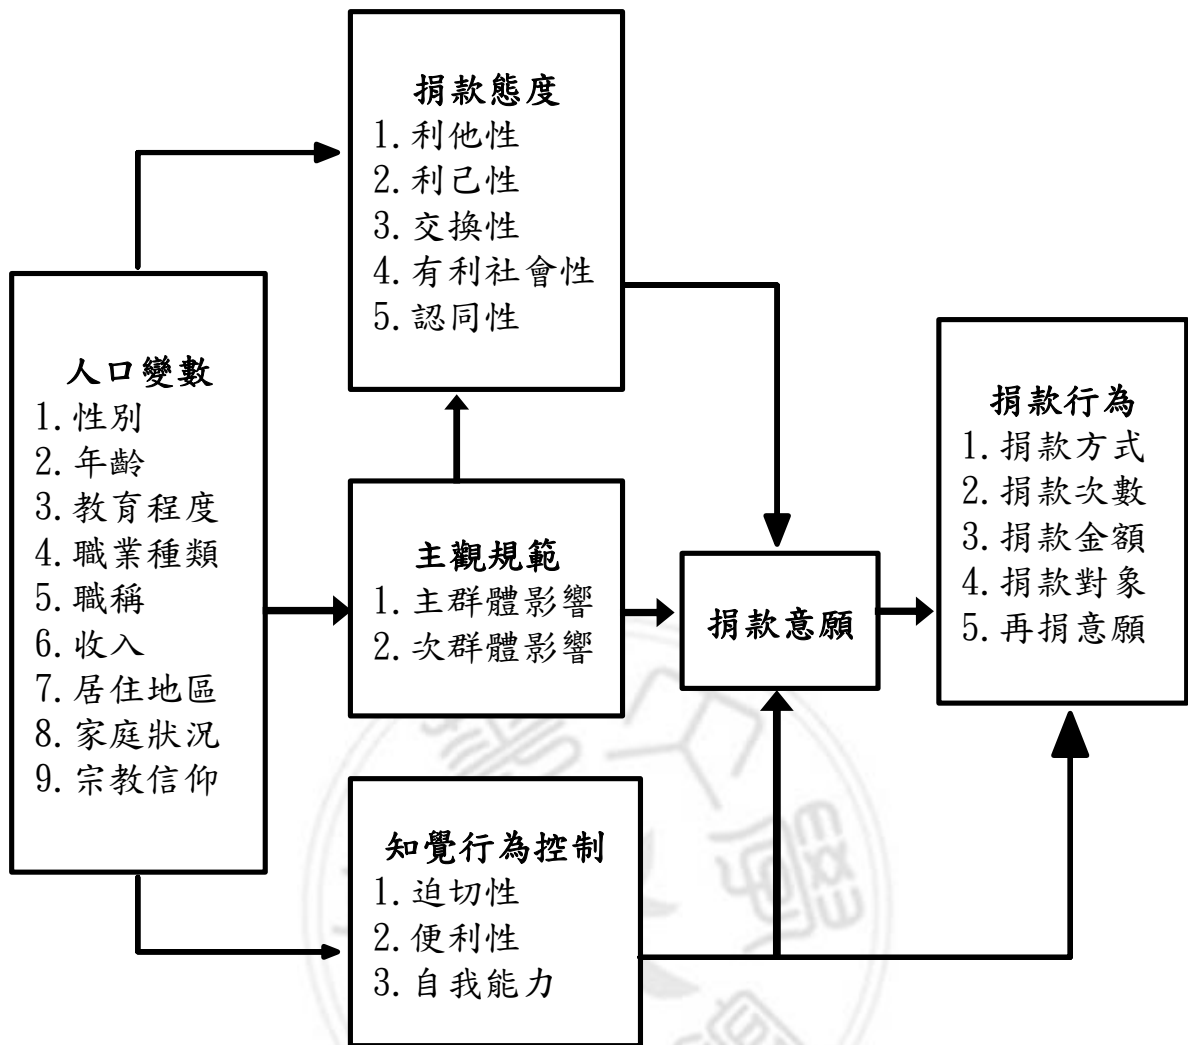 捐款態度
1.利他性
2.利己性
3.交換性
4.有利社會性
5.認同性
人口變數
1.性別
2.年齡
3.教育程度
4.職業種類
5.職稱
6.收入
7.居住地區
8.家庭狀況
9.宗教信仰
主觀規範
1.主群體影響
2.次群體影響
知覺行為控制
1.迫切性
2.便利性
3.自我能力
捐款意願
捐款行為
1.捐款方式
2.捐款次數
3.捐款金額
4.捐款對象
5.再捐意願